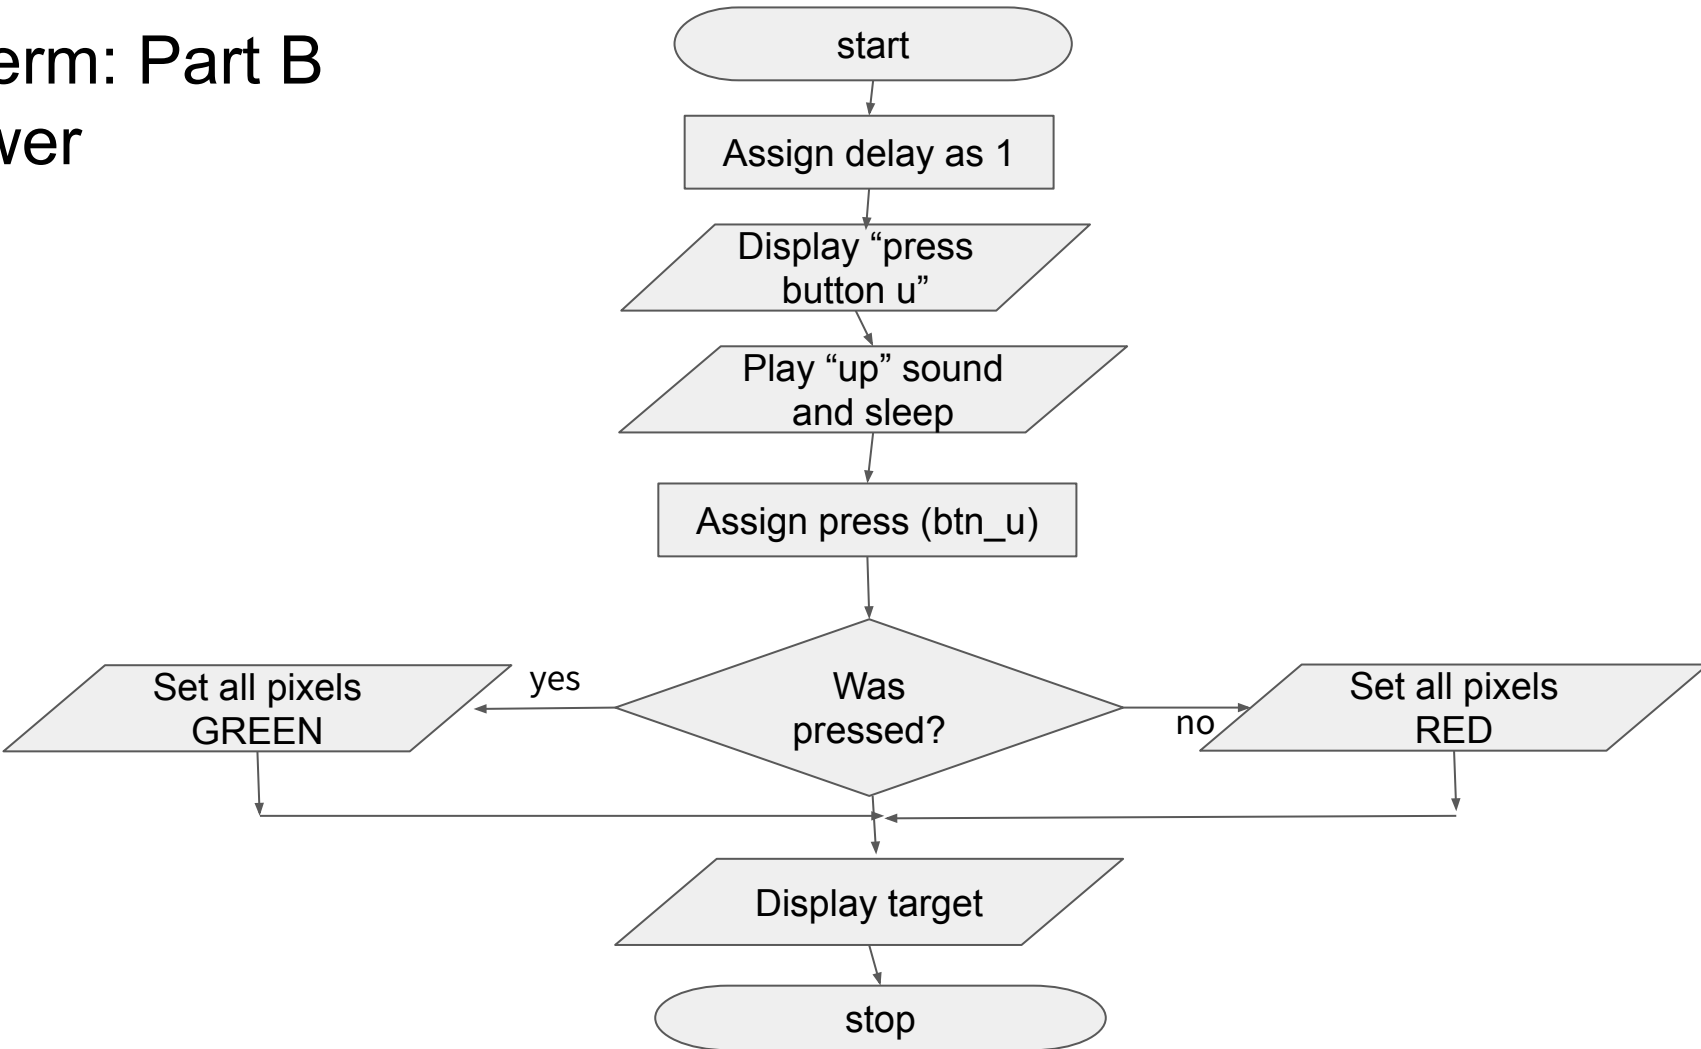 erm: Part B
wer
start
Assign delay as 1
Display “press
button u”
Play “up” sound
and sleep
Assign press (btn_u)
Was
pressed?
yes
no
Set all pixels
GREEN
Set all pixels
RED
Display target
stop